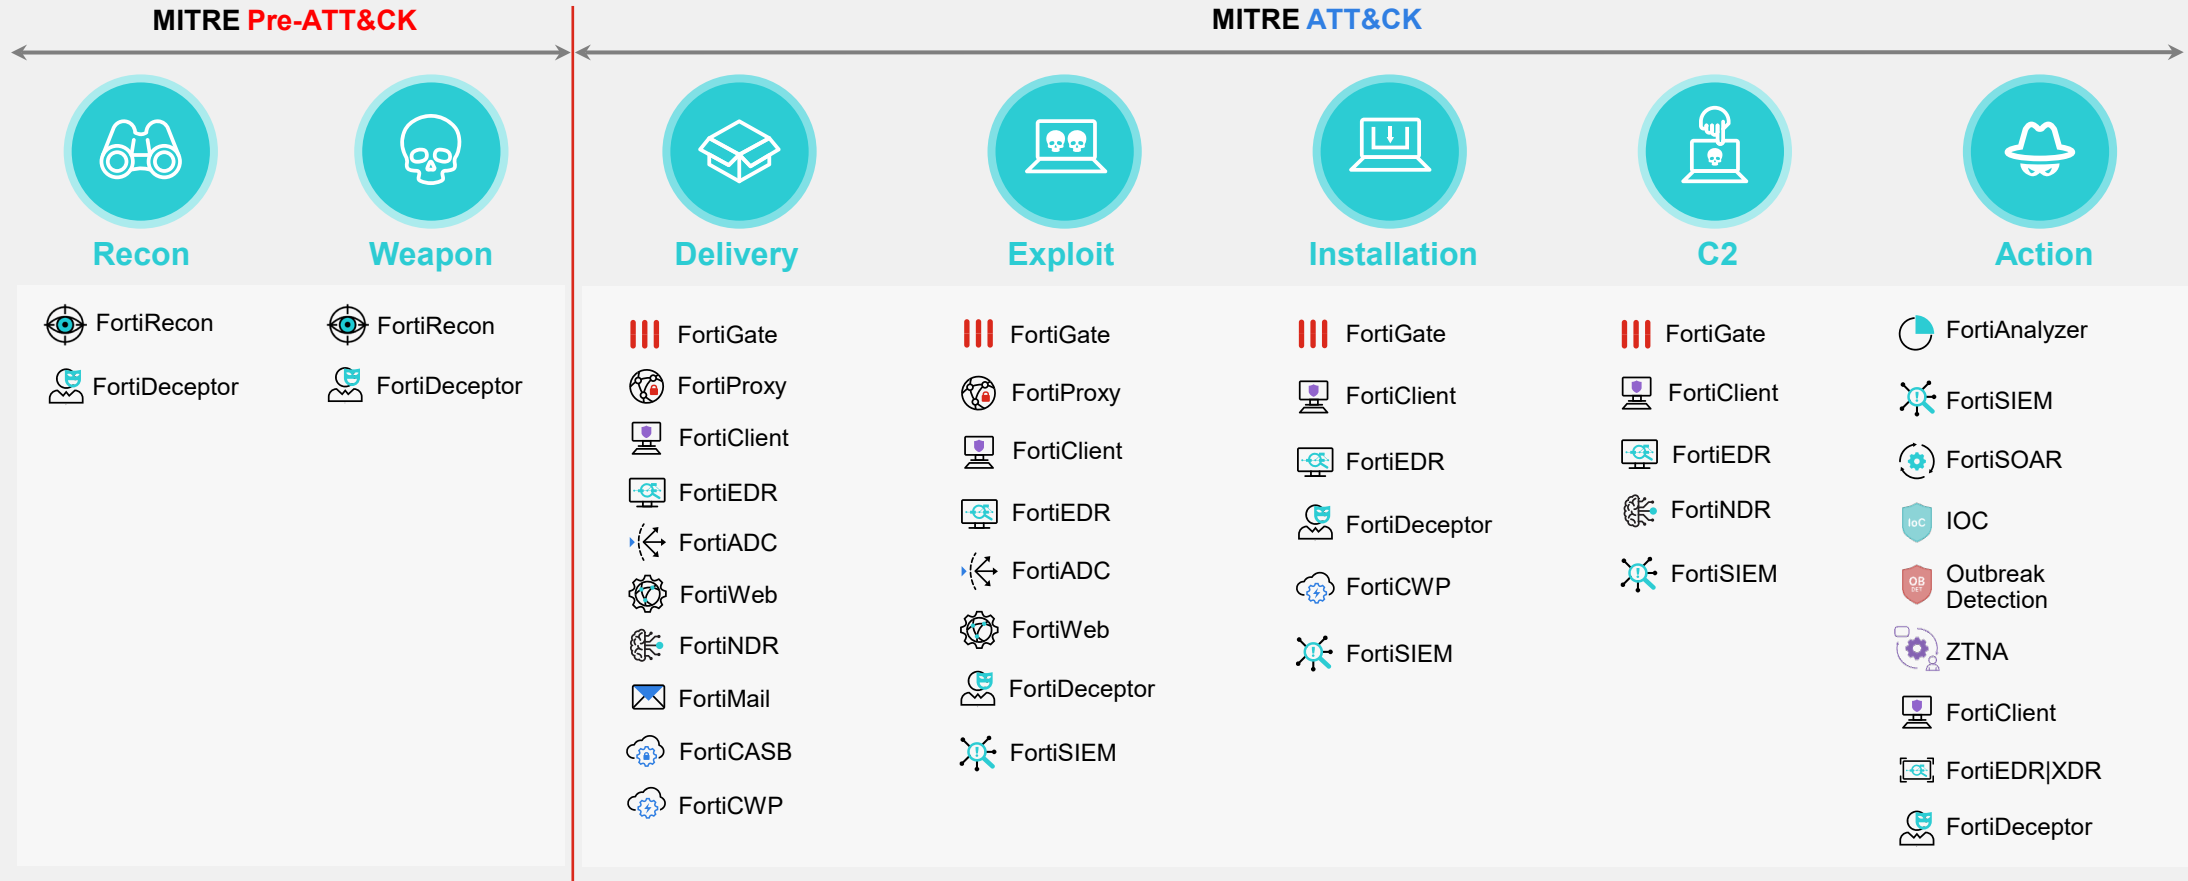 MITRE Pre-ATT&CK
MITRE ATT&CK
Recon
Weapon
Delivery
Exploit
Installation
C2
Action
FortiRecon
FortiDeceptor
FortiRecon
FortiDeceptor
FortiGate
FortiProxy
FortiClient
FortiEDR
FortiADC
FortiWeb
FortiNDR
FortiMail
FortiCASB
FortiCWP
FortiGate
FortiProxy
FortiClient
FortiEDR
FortiADC
FortiWeb
FortiDeceptor
FortiSIEM
FortiGate
FortiClient
FortiEDR
FortiDeceptor
FortiCWP
FortiSIEM
FortiGate
FortiClient
FortiEDR
FortiNDR
FortiSIEM
FortiAnalyzer
FortiSIEM
FortiSOAR
IoC
IOC
OB
DET
Outbreak
Detection
ZTNA
FortiClient
FortiEDR|XDR
FortiDeceptor